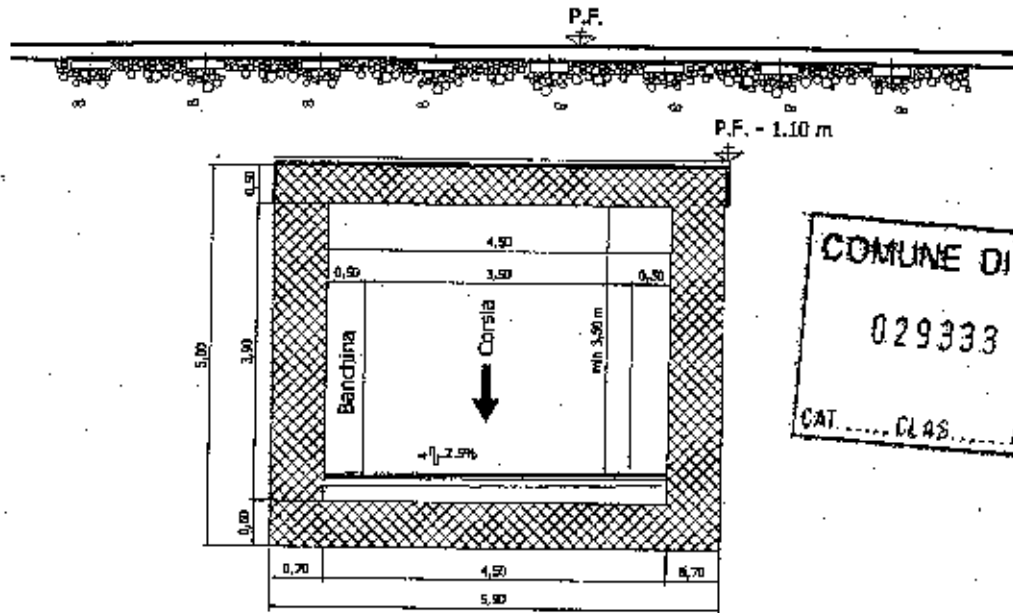 P.F.
P.F. - 1.10 m
0,50
4,50
0,50
3,50
0,50
5,00
3,90
Banchina
Corsia
min 3,50 m
2.5%
0,60
0,70
4,50
0,70
5,90
COMUNE DI
029333
CAT ..... CLAS .....